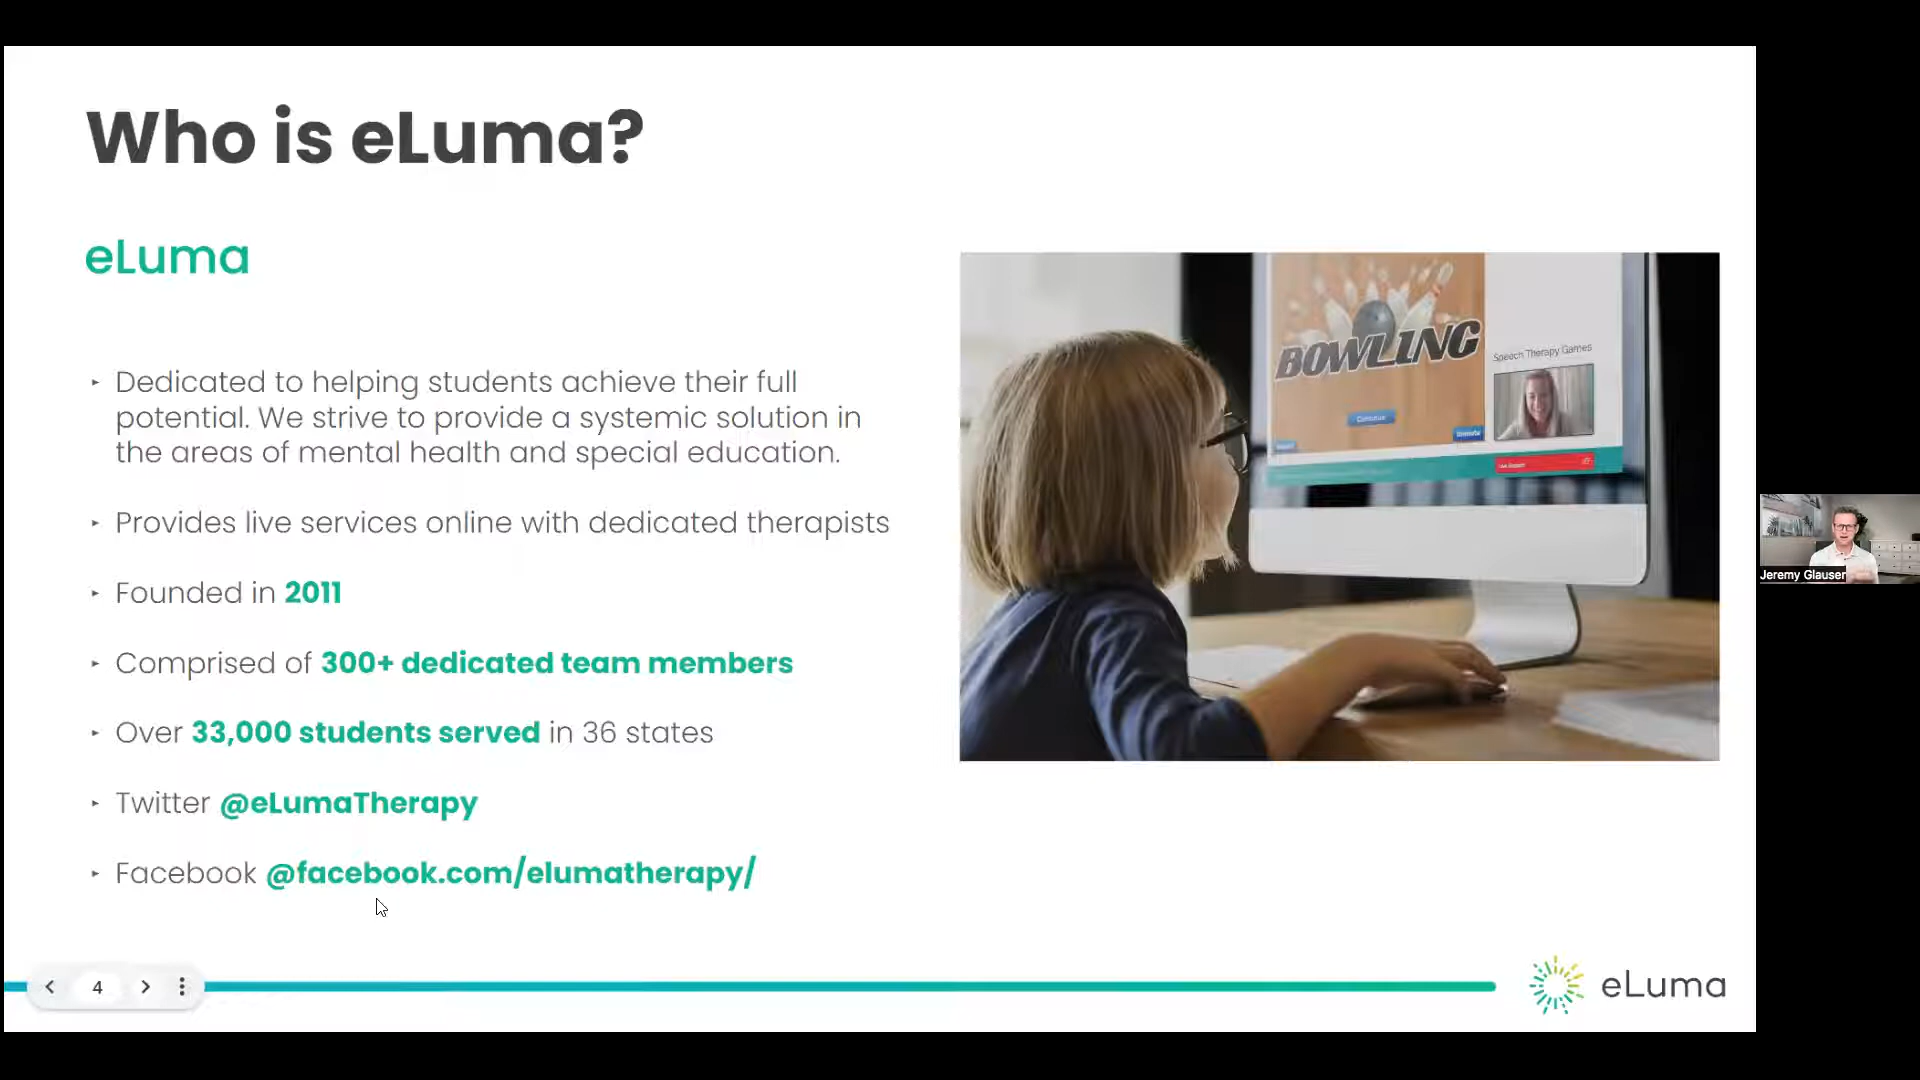 Who is eLuma?
eLuma
‣ Dedicated to helping students achieve their full
potential. We strive to provide a systemic solution in
the areas of mental health and special education.
‣ Provides live services online with dedicated therapists
‣ Founded in 2011
‣ Comprised of 300+ dedicated team members
‣ Over 33,000 students served in 36 states
‣ Twitter @eLumaTherapy
‣ Facebook @facebook.com/elumatherapy/
BOWLING
Speech Therapy Games
Continue
Jeremy Glauser
4
eLuma